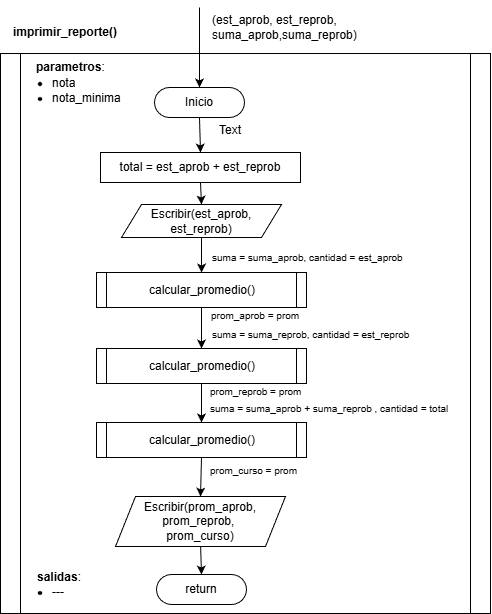 (est_aprob, est_reprob,
suma_aprob,suma_reprob)
imprimir_reporte()
parametros:
• nota
• nota_minima
Inicio
Text
total = est_aprob + est_reprob
Escribir(est_aprob,
est_reprob)
suma = suma_aprob, cantidad = est_aprob
calcular_promedio()
prom_aprob = prom
suma = suma_reprob, cantidad = est_reprob
calcular_promedio()
prom_reprob = prom
suma = suma_aprob + suma_reprob , cantidad = total
calcular_promedio()
prom_curso = prom
Escribir(prom_aprob,
prom_reprob,
prom_curso)
salidas:
• ---
return